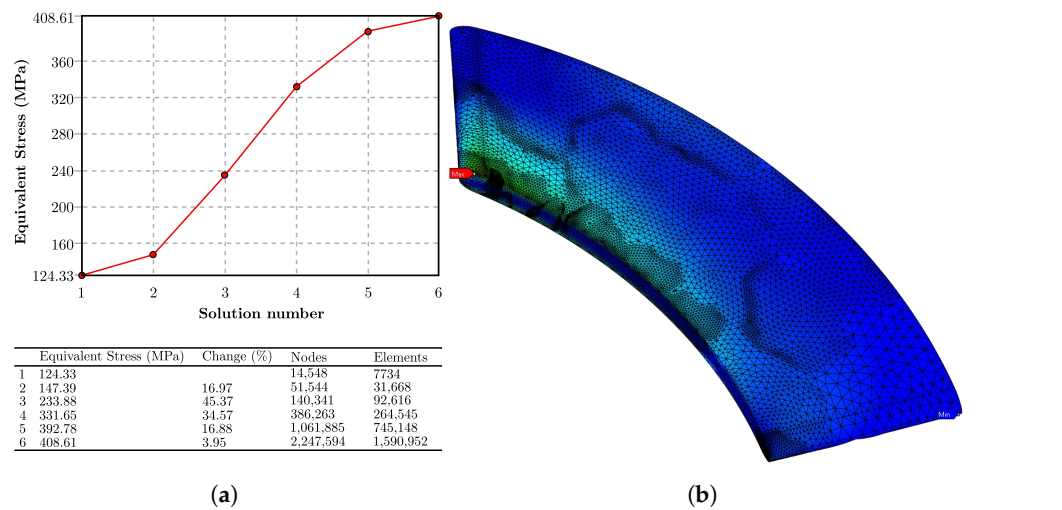 408.61
360
320
280
240
200
160
124.33
Equivalent Stress (MPa)
1 2 3 4 5 6
Solution number
Equivalent Stress (MPa) Change (%) Nodes Elements
1 124.33 14,548 7734
2 147.39 16.97 51,544 31,668
3 233.88 45.37 140,341 92,616
4 331.65 34.57 386,263 264,545
5 392.78 16.88 1,061,885 745,148
6 408.61 3.95 2,247,594 1,590,952
(a)
Max
Min
(b)